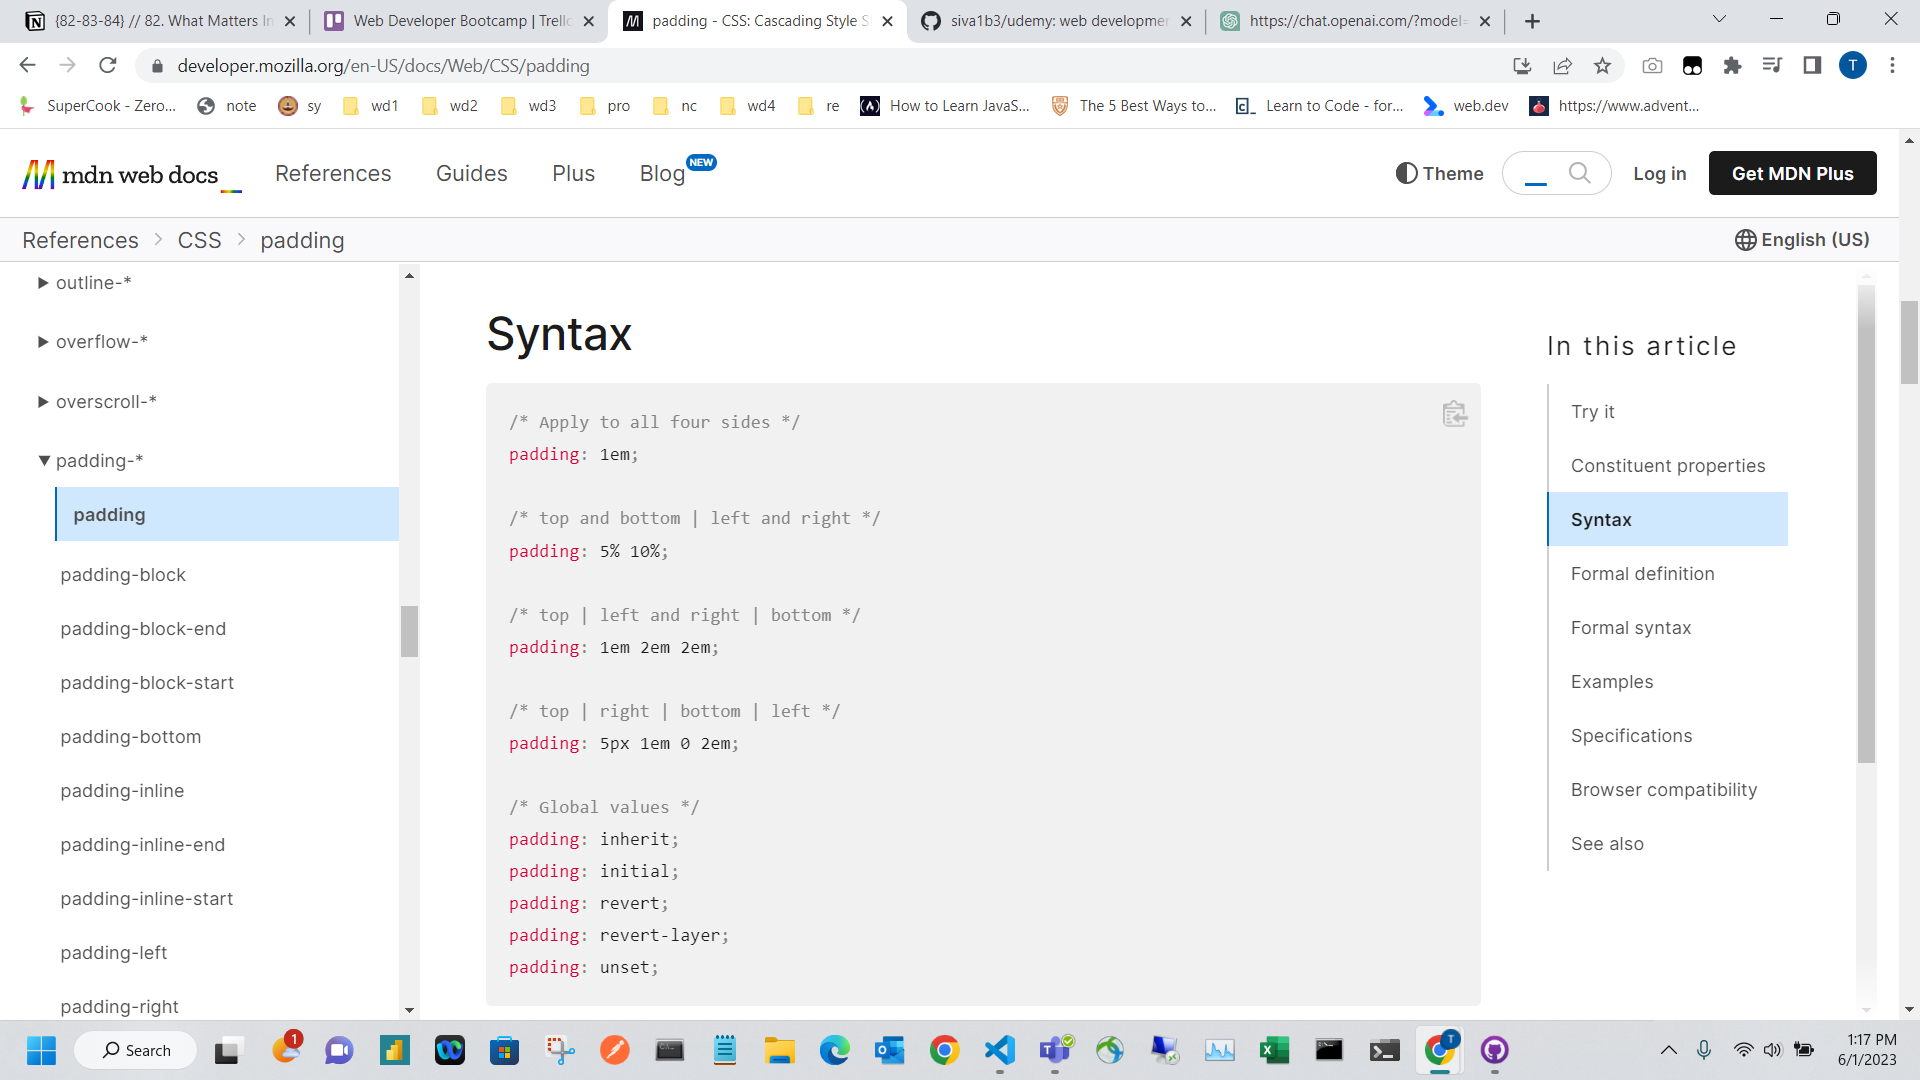 {82-83-84} // 82. What Matters In
Web Developer Bootcamp | Trello
padding - CSS: Cascading Style S
siva1b3/udemy: web developmen
https://chat.openai.com/?model=
developer.mozilla.org/en-US/docs/Web/CSS/padding
T
SuperCook - Zero...
note
sy
wd1
wd2
wd3
pro
nc
wd4
re
How to Learn JavaS...
The 5 Best Ways to...
Learn to Code - for...
web.dev
https://www.advent...
mdn web docs
References
Guides
Plus
Blog
NEW
Theme
Log in
Get MDN Plus
References > CSS > padding
English (US)
outline-*
overflow-*
overscroll-*
padding-*
padding
padding-block
padding-block-end
padding-block-start
padding-bottom
padding-inline
padding-inline-end
padding-inline-start
padding-left
padding-right
Syntax
/* Apply to all four sides */
padding: 1em;
/* top and bottom | left and right */
padding: 5% 10%;
/* top | left and right | bottom */
padding: 1em 2em 2em;
/* top | right | bottom | left */
padding: 5px 1em 0 2em;
/* Global values */
padding: inherit;
padding: initial;
padding: revert;
padding: revert-layer;
padding: unset;
In this article
Try it
Constituent properties
Syntax
Formal definition
Formal syntax
Examples
Specifications
Browser compatibility
See also
Search
1
T
1:17 PM
6/1/2023